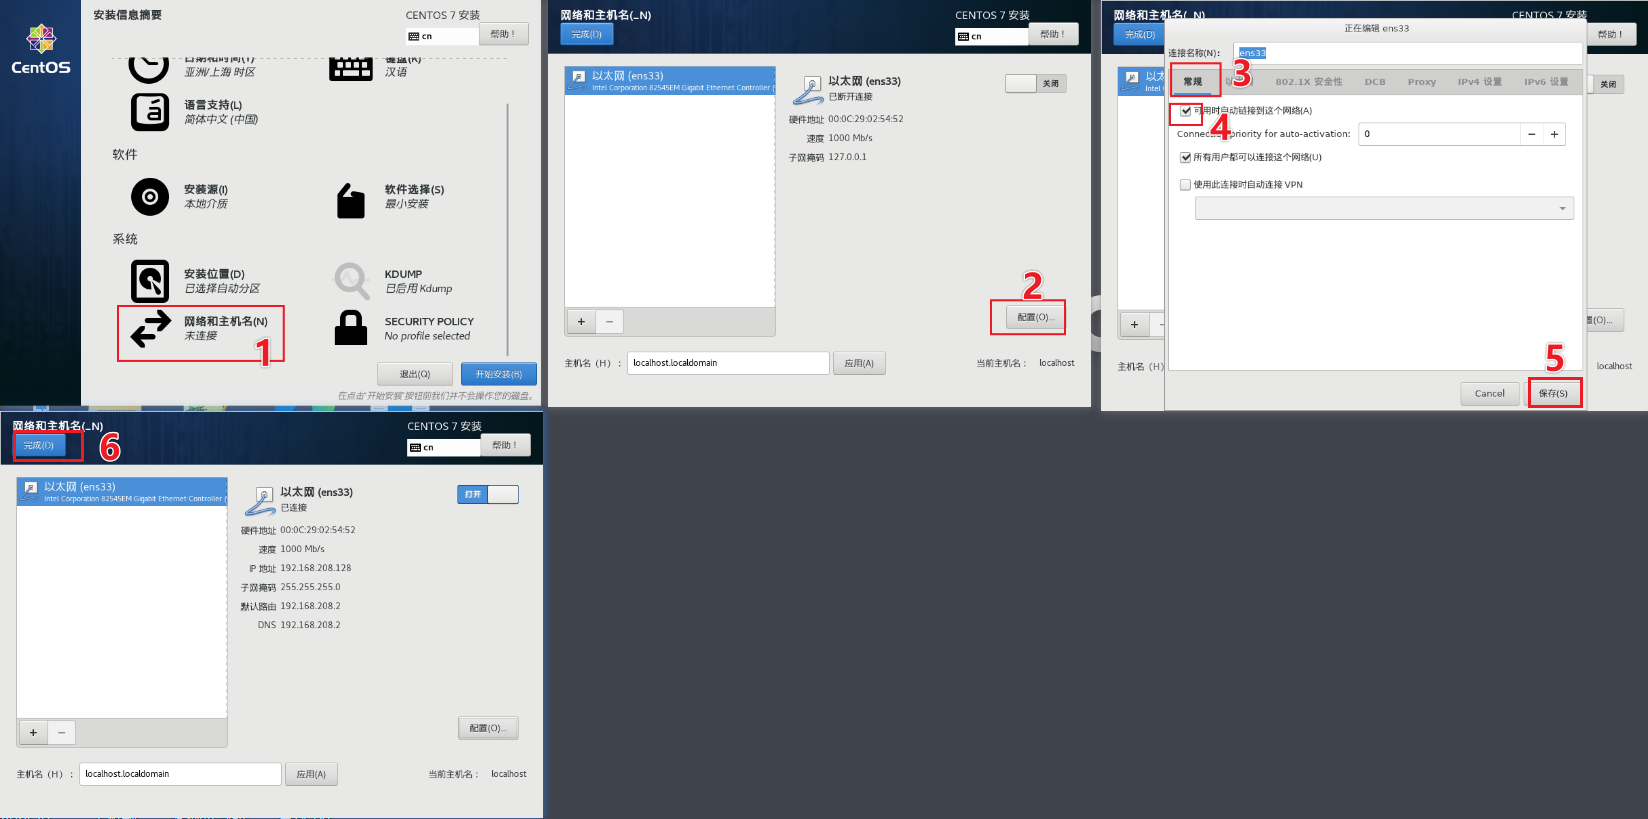 安装信息摘要
CENTOS 7 安装
cn
帮助！
CentOS
日期和时间(T)
亚洲/上海 时区
键盘(K)
汉语
语言支持(L)
简体中文 (中国)
软件
安装源(I)
本地介质
软件选择(S)
最小安装
系统
安装位置(D)
已选择自动分区
KDUMP
已启用 Kdump
网络和主机名(N)
未连接
SECURITY POLICY
No profile selected
1
退出(Q)
开始安装(B)
在点击"开始安装"按钮前我们并不会操作您的磁盘。
网络和主机名(_N)
CENTOS 7 安装
完成(D)
cn
帮助！
以太网 (ens33)
Intel Corporation 82545EM Gigabit Ethernet Controller (
以太网 (ens33)
已断开连接
关闭
硬件地址 00:0C:29:02:54:52
速度 1000 Mb/s
子网掩码 127.0.0.1
2
配置(O)...
+ −
主机名（H）： localhost.localdomain
应用(A)
当前主机名： localhost
网络和主机名(_N)
CENTOS 7 安装
完成(D)
帮助！
正在编辑 ens33
连接名称(N)： ens33
常规
802.1X 安全性
DCB
Proxy
IPv4 设置
IPv6 设置
3
以太
Intel
关闭
可用时自动链接到这个网络(A)
4
priority for auto-activation: 0 − +
所有用户都可以连接这个网络(U)
使用此连接时自动连接 VPN
置(O)...
5
+ −
主机名（H）
localhost
Cancel
保存(S)
网络和主机名(_N)
CENTOS 7 安装
完成(D)
6
cn
帮助！
以太网 (ens33)
Intel Corporation 82545EM Gigabit Ethernet Controller (
以太网 (ens33)
已连接
打开
硬件地址 00:0C:29:02:54:52
速度 1000 Mb/s
IP 地址 192.168.208.128
子网掩码 255.255.255.0
默认路由 192.168.208.2
DNS 192.168.208.2
配置(O)...
+ −
主机名（H）： localhost.localdomain
应用(A)
当前主机名： localhost